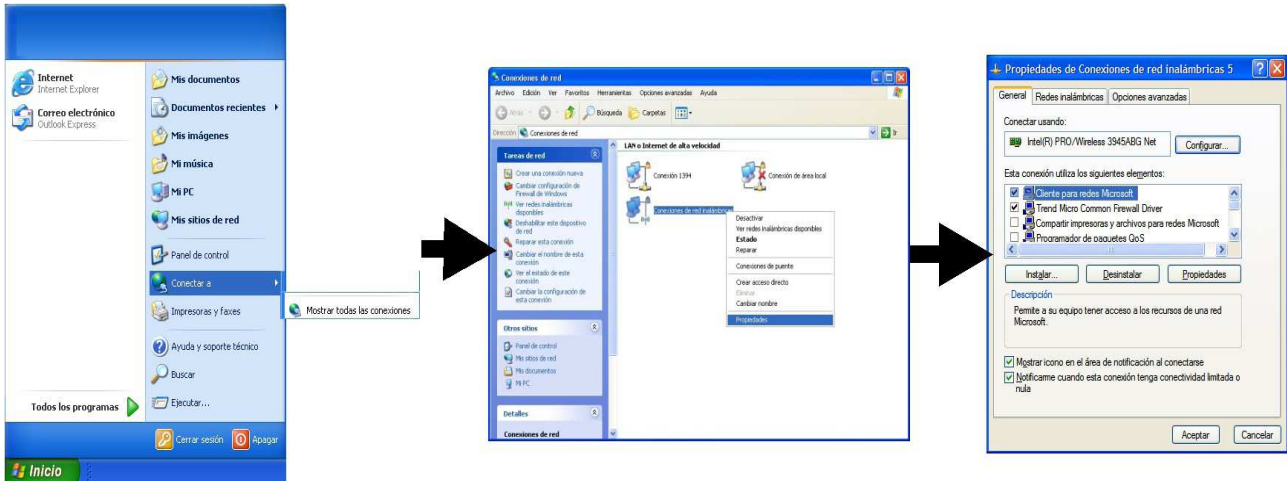 Internet
Internet Explorer
Correo electrónico
Outlook Express
Todos los programas
Mis documentos
Documentos recientes
Mis imágenes
Mi música
Mi PC
Mis sitios de red
Panel de control
Conectar a
Mostrar todas las conexiones
Impresoras y faxes
Ayuda y soporte técnico
Buscar
Ejecutar...
Cerrar sesión
Apagar
Inicio
Conexiones de red
Archivo Edición Ver Favoritos Herramientas Opciones avanzadas Ayuda
Atrás Búsqueda Carpetas
Dirección Conexiones de red Ir
Tareas de red
Crear una conexión nueva
Cambiar configuración de
Firewall de Windows
Ver redes inalámbricas
disponibles
Deshabilitar este dispositivo
de red
Reparar esta conexión
Cambiar el nombre de esta
conexión
Ver el estado de esta
conexión
Cambiar la configuración de
esta conexión
Otros sitios
Panel de control
Mis sitios de red
Mis documentos
Mi PC
Detalles
Conexiones de red
LAN o Internet de alta velocidad
Conexión 1394
Conexión de área local
Conexiones de red inalámbricas
Desactivar
Ver redes inalámbricas disponibles
Estado
Reparar
Conexiones de puente
Crear acceso directo
Eliminar
Cambiar nombre
Propiedades
Propiedades de Conexiones de red inalámbricas 5
General Redes inalámbricas Opciones avanzadas
Conectar usando:
Intel(R) PRO/Wireless 3945ABG Net
Configurar...
Esta conexión utiliza los siguientes elementos:
Cliente para redes Microsoft
Trend Micro Common Firewall Driver
Compartir impresoras y archivos para redes Microsoft
Programador de paquetes QoS
Instalar... Desinstalar Propiedades
Descripción
Permite a su equipo tener acceso a los recursos de una red
Microsoft.
Mostrar icono en el área de notificación al conectarse
Notificarme cuando esta conexión tenga conectividad limitada o
nula
Aceptar Cancelar